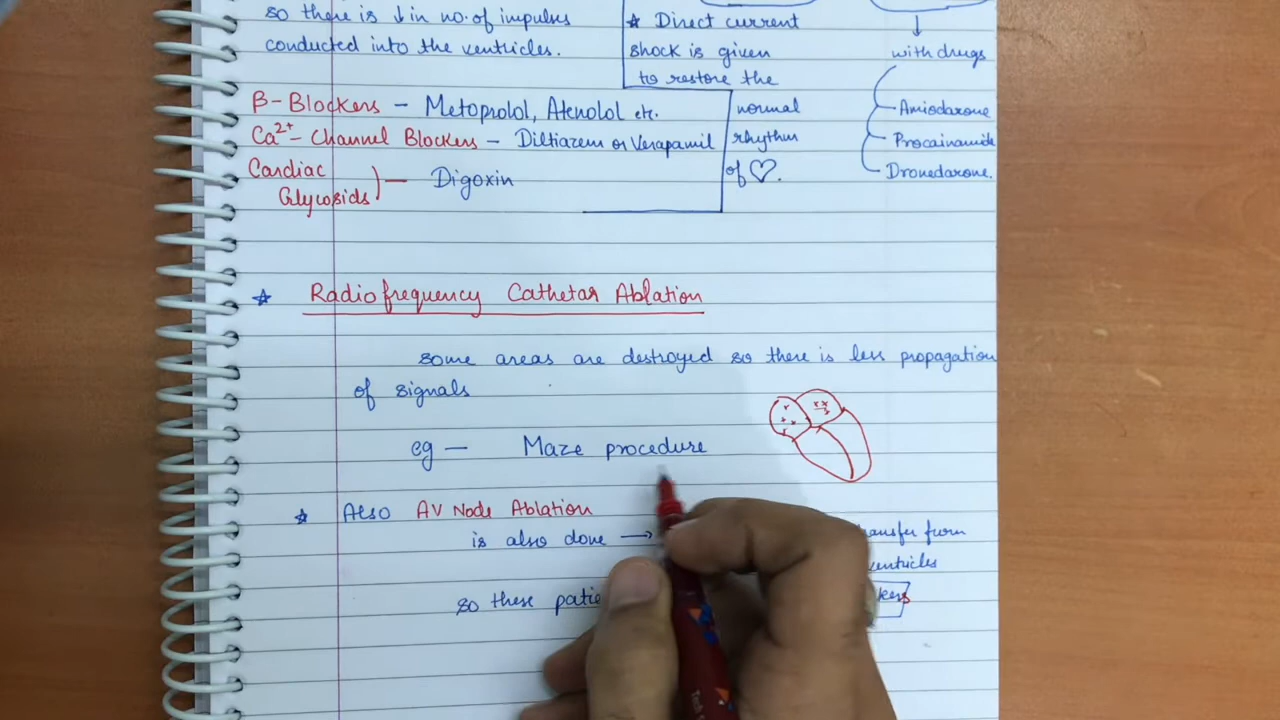 so there is ↓ in no. of impulses
conducted into the ventricles.
β-Blockers – Metoprolol, Atenolol etc.
Ca²⁺- Channel Blockers – Diltiazem or Verapamil
Cardiac
Glycosids
) — Digoxin
★ Direct current
shock is given
to restore the
normal
rhythm
of ♡.
↓
with drugs
Amiodarone
Procainamide
Dronedarone.
☆ Radiofrequency Cathetar Ablation
some areas are destroyed so there is less propagation
of signals
eg — Maze procedure
☆ Also AV Node Ablation
is also done →
furm
so these